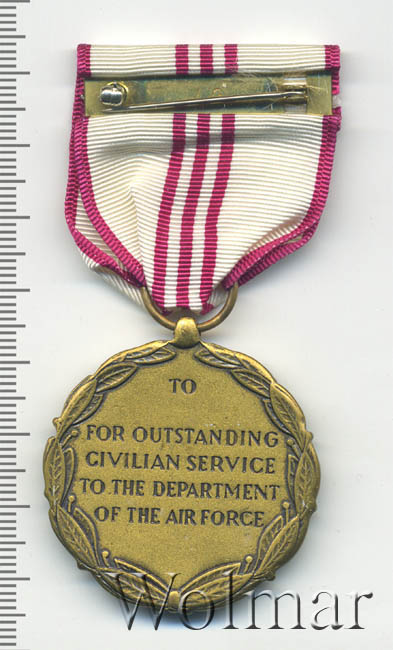 TO
FOR OUTSTANDING
CIVILIAN SERVICE
TO THE DEPARTMENT
OF THE AIR FORCE
Wolmar